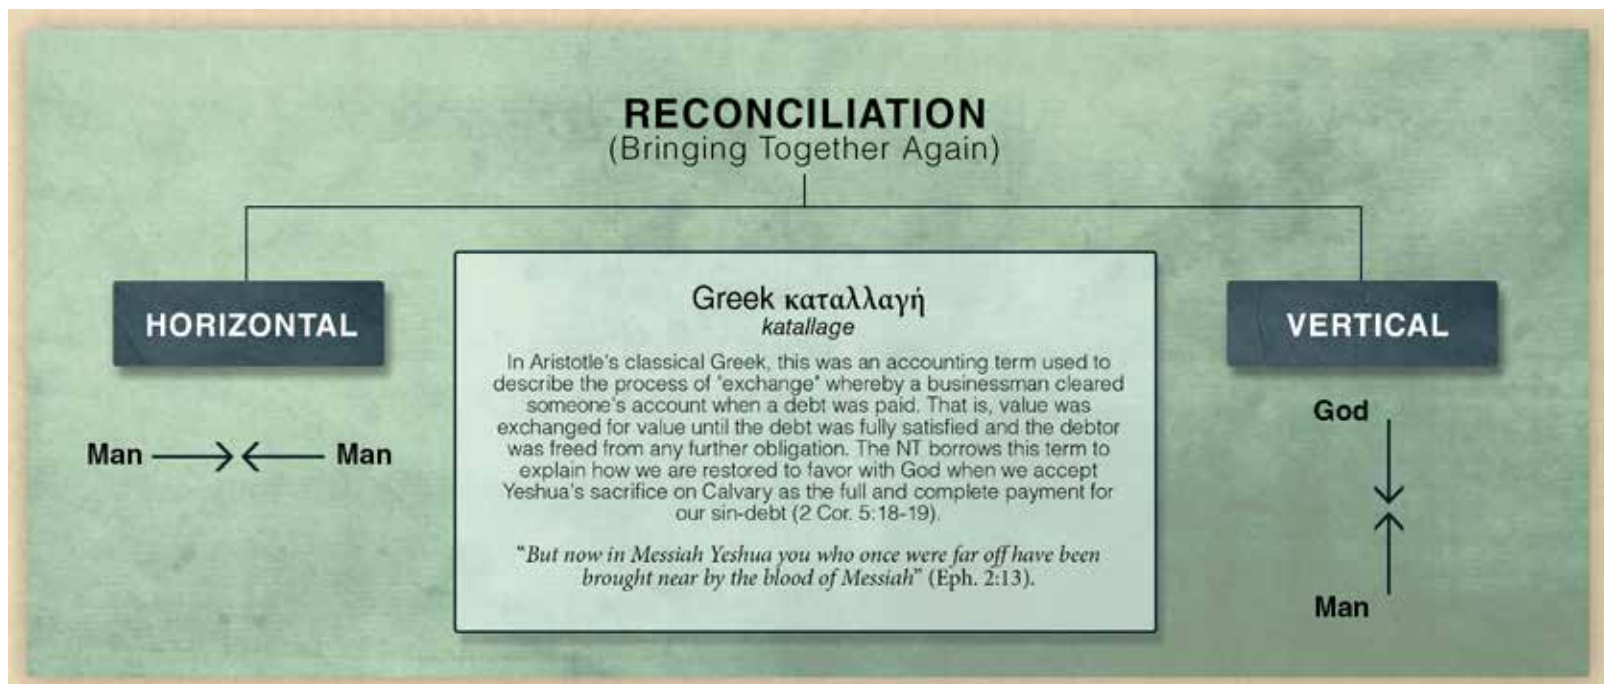 RECONCILIATION
(Bringing Together Again)
HORIZONTAL
Man
Man
Greek καταλλαγή
katallage
In Aristotle's classical Greek, this was an accounting term used to
describe the process of "exchange" whereby a businessman cleared
someone's account when a debt was paid. That is, value was
exchanged for value until the debt was fully satisfied and the debtor
was freed from any further obligation. The NT borrows this term to
explain how we are restored to favor with God when we accept
Yeshua's sacrifice on Calvary as the full and complete payment for
our sin-debt (2 Cor. 5:18-19).
"But now in Messiah Yeshua you who once were far off have been
brought near by the blood of Messiah" (Eph. 2:13).
VERTICAL
God
Man